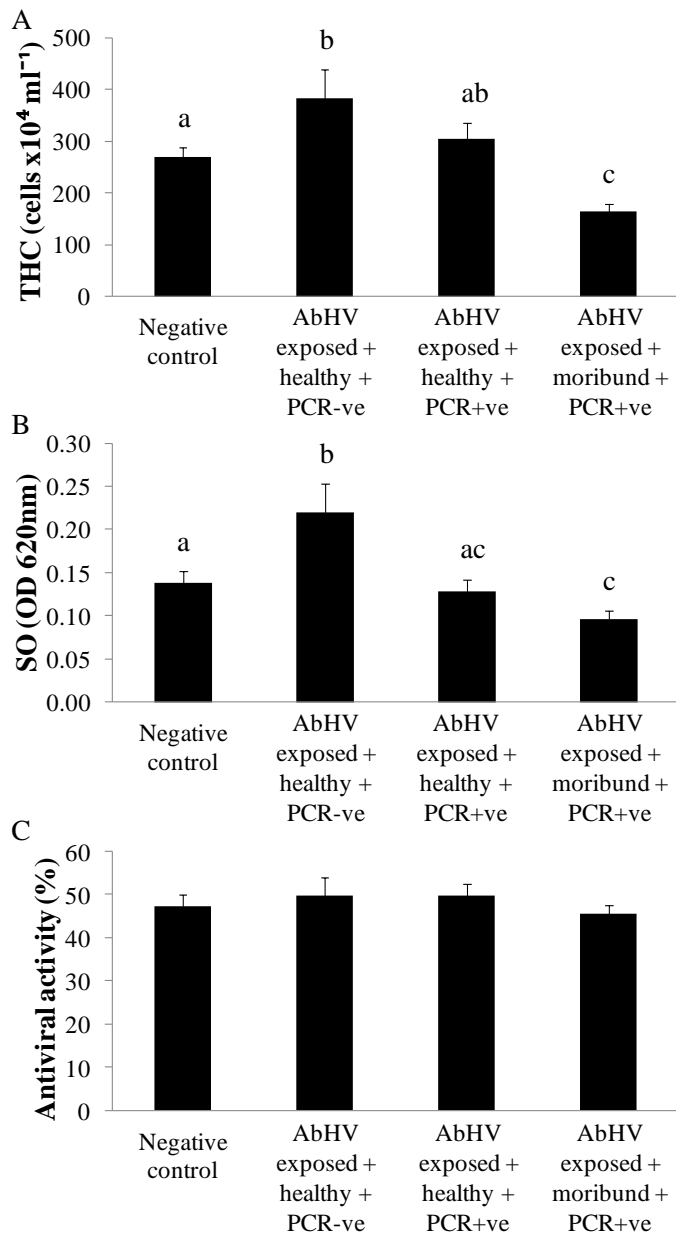 A
THC (cells x10⁴ ml⁻¹)
500
400
300
200
100
0
a
b
ab
c
Negative
control
AbHV
exposed +
healthy +
PCR-ve
AbHV
exposed +
healthy +
PCR+ve
AbHV
exposed +
moribund +
PCR+ve
B
SO (OD 620nm)
0.30
0.25
0.20
0.15
0.10
0.05
0.00
a
b
ac
c
Negative
control
AbHV
exposed +
healthy +
PCR-ve
AbHV
exposed +
healthy +
PCR+ve
AbHV
exposed +
moribund +
PCR+ve
C
Antiviral activity (%)
60
50
40
30
20
10
0
Negative
control
AbHV
exposed +
healthy +
PCR-ve
AbHV
exposed +
healthy +
PCR+ve
AbHV
exposed +
moribund +
PCR+ve